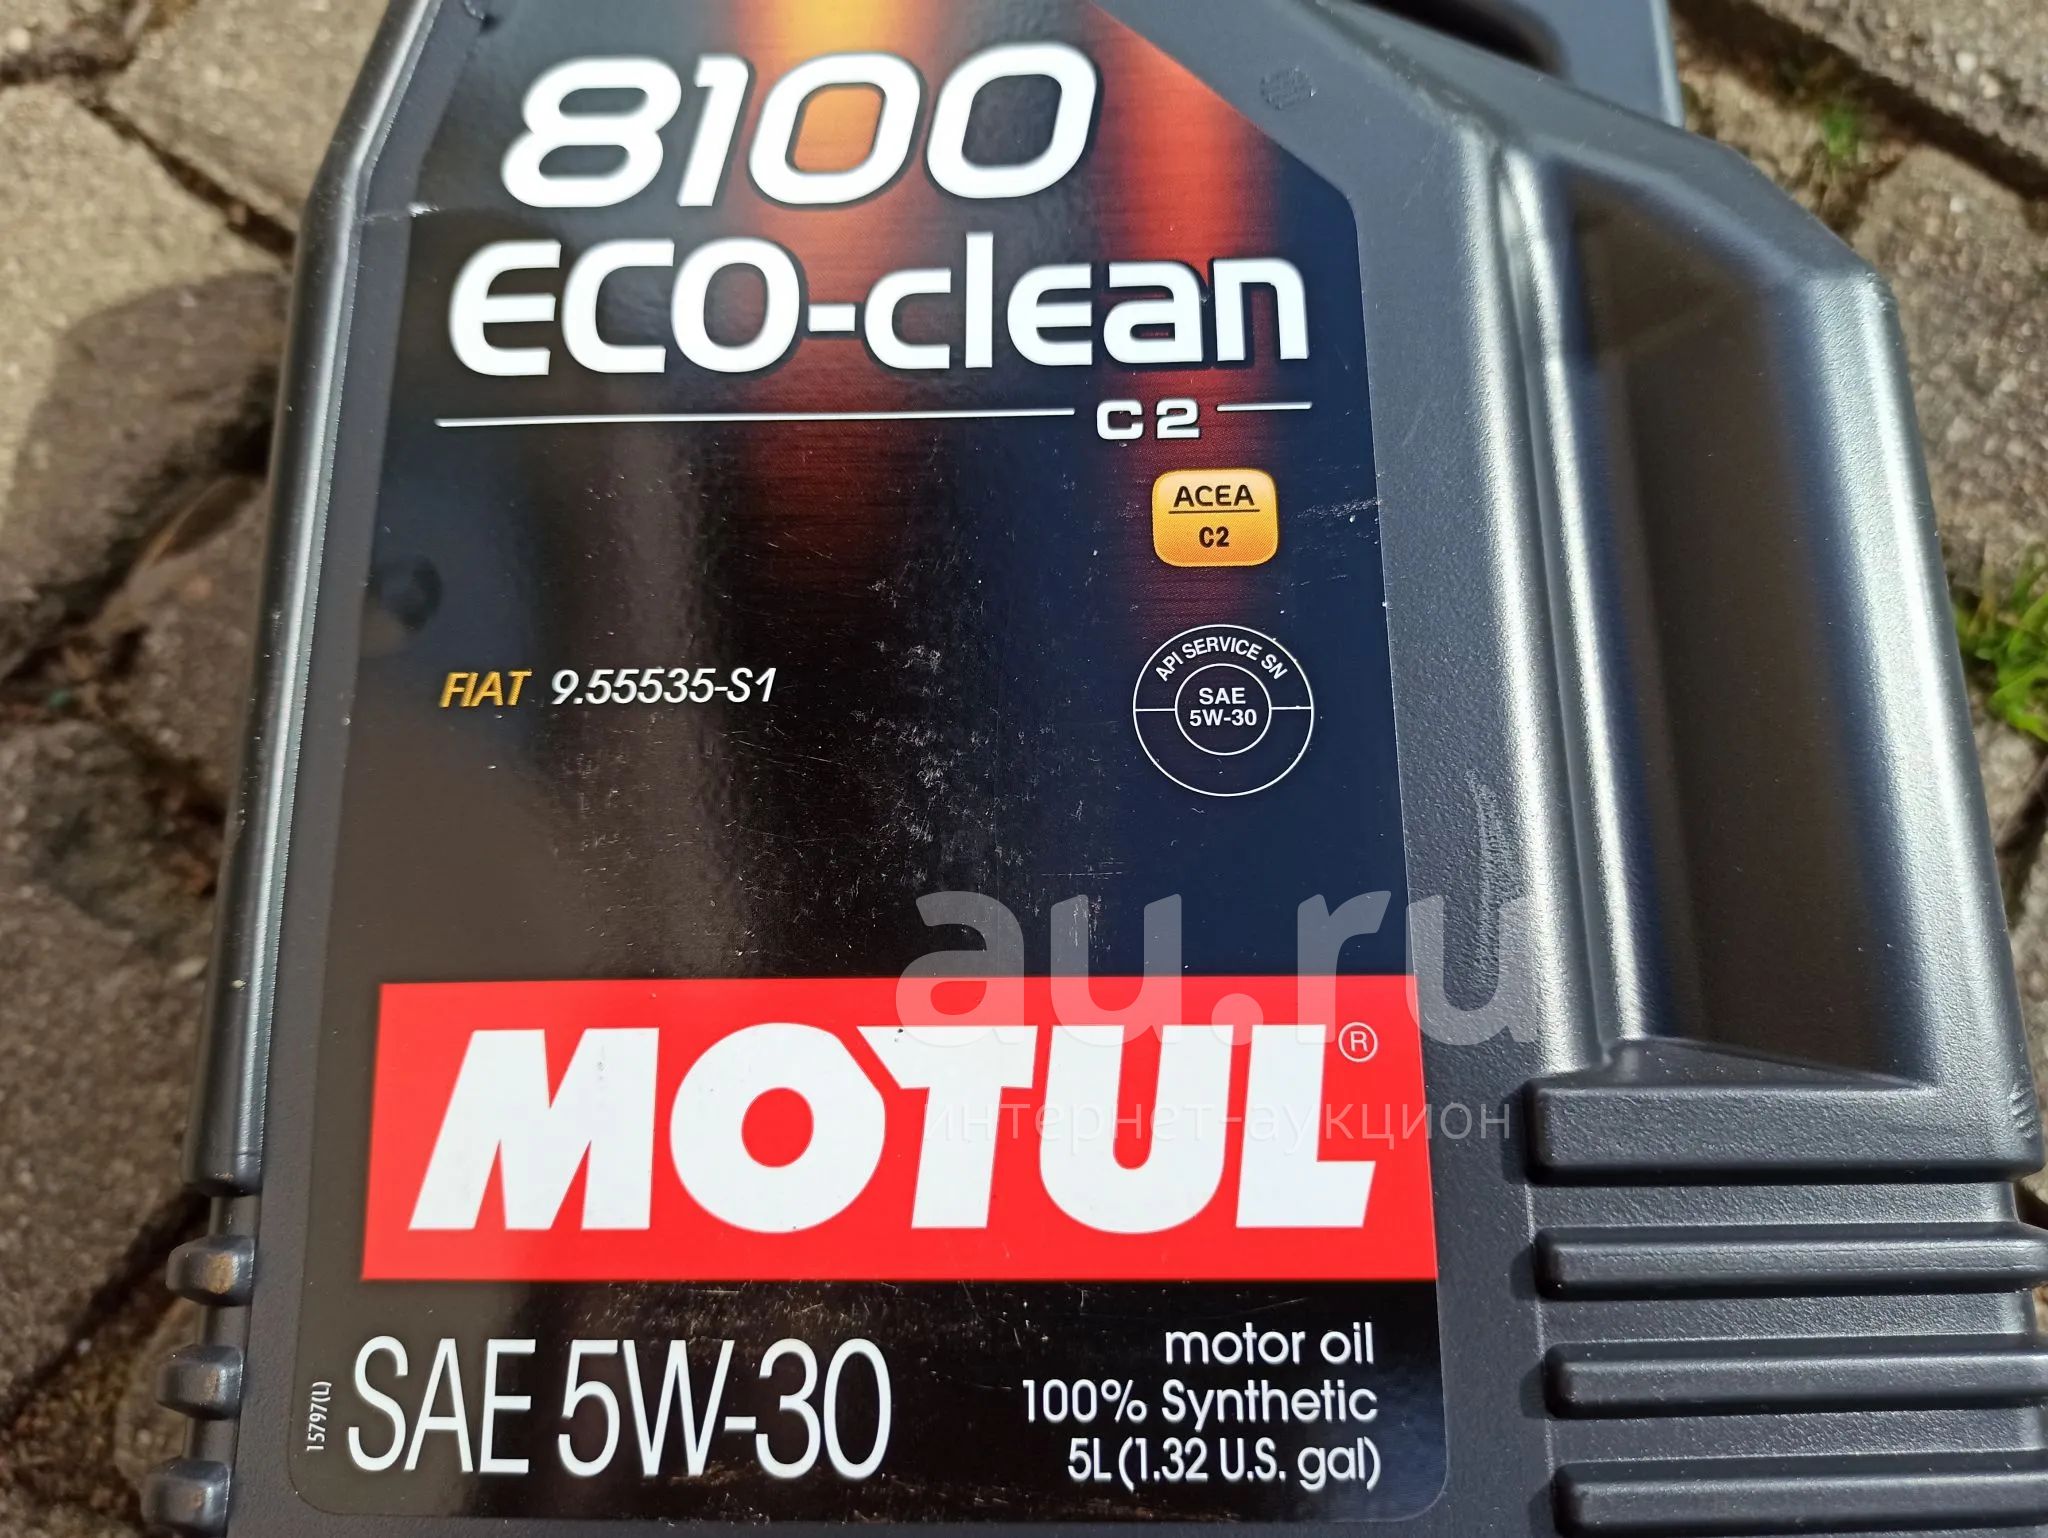 8100
ECO-clean
C2
ACEA
C2
API SERVICE SN
SAE
5W-30
FIAT 9.55535-S1
au.ru
интернет-аукцион
MOTUL®
SAE 5W-30
motor oil
100% Synthetic
5L (1.32 U.S. gal)
15797(L)